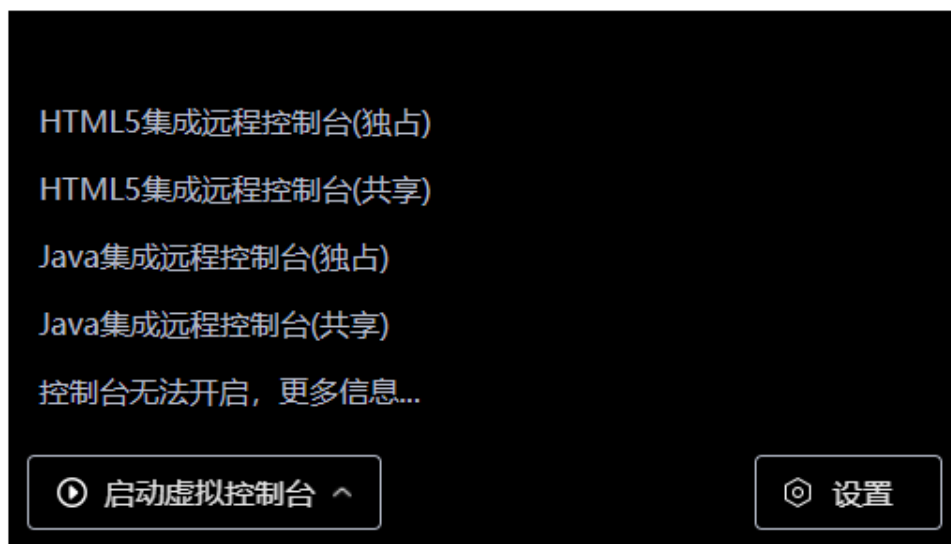 HTML5集成远程控制台(独占)
HTML5集成远程控制台(共享)
Java集成远程控制台(独占)
Java集成远程控制台(共享)
控制台无法开启，更多信息...
启动虚拟控制台
设置